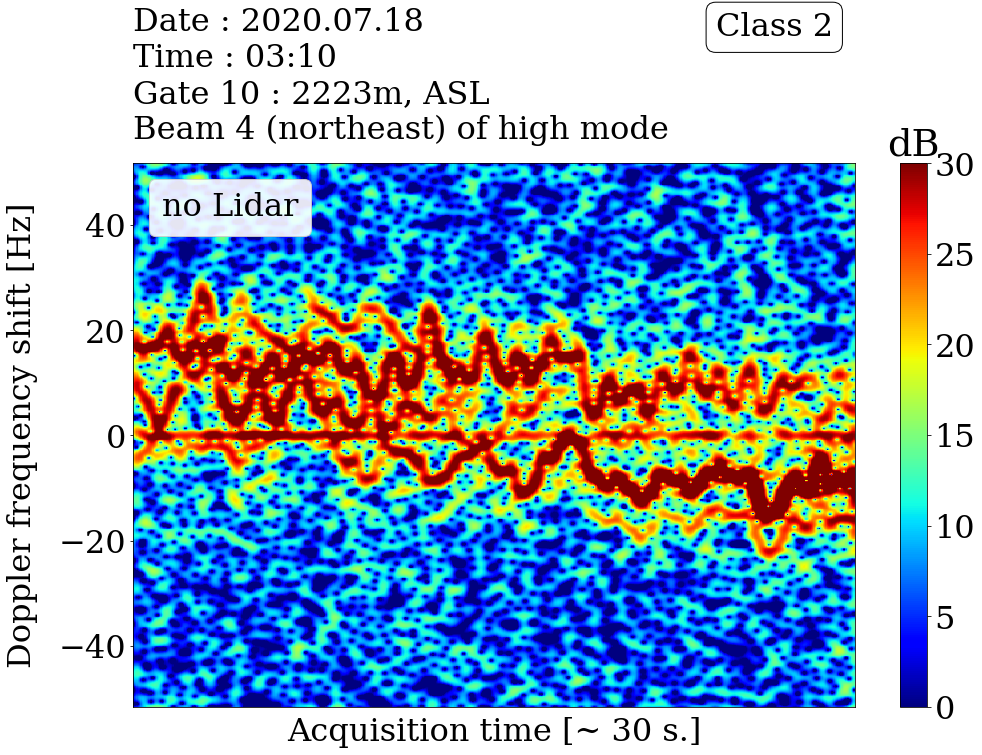 Date : 2020.07.18
Time : 03:10
Gate 10 : 2223m, ASL
Beam 4 (northeast) of high mode
Class 2
dB
no Lidar
Doppler frequency shift [Hz]
40
20
0
−20
−40
Acquisition time [~ 30 s.]
30
25
20
15
10
5
0